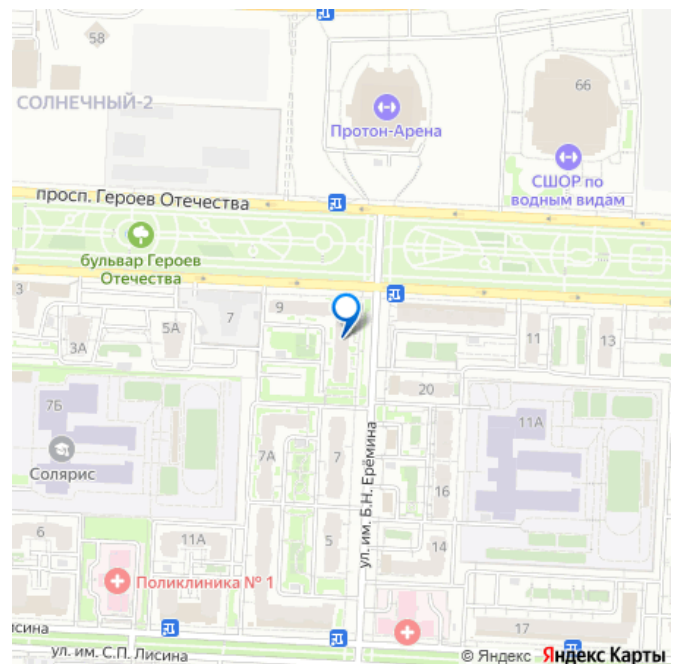 58
66
СОЛНЕЧНЫЙ-2
Протон-Арена
СШОР по
водным видам
просп. Героев Отечества
бульвар Героев
Отечества
3
9
7
5А
3А
11
13
20
7Б
11А
Солярис
7А
7
16
ул. им. Б.Н. Ерёмина
6
11А
5
14
Поликлиника № 1
исина
17
ул. им. С.П. Лисина
© Яндекс Яндекс Карты